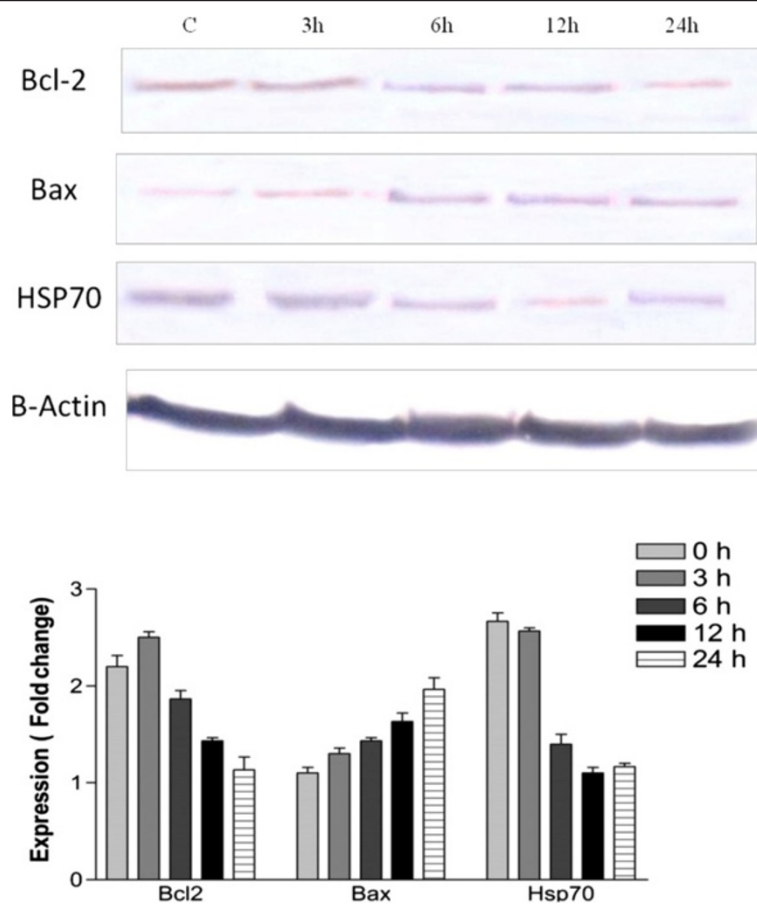 C 3h 6h 12h 24h
Bcl-2
Bax
HSP70
B-Actin
0 h
3 h
6 h
12 h
24 h
Expression ( Fold change)
3
2
1
0
Bcl2 Bax Hsp70